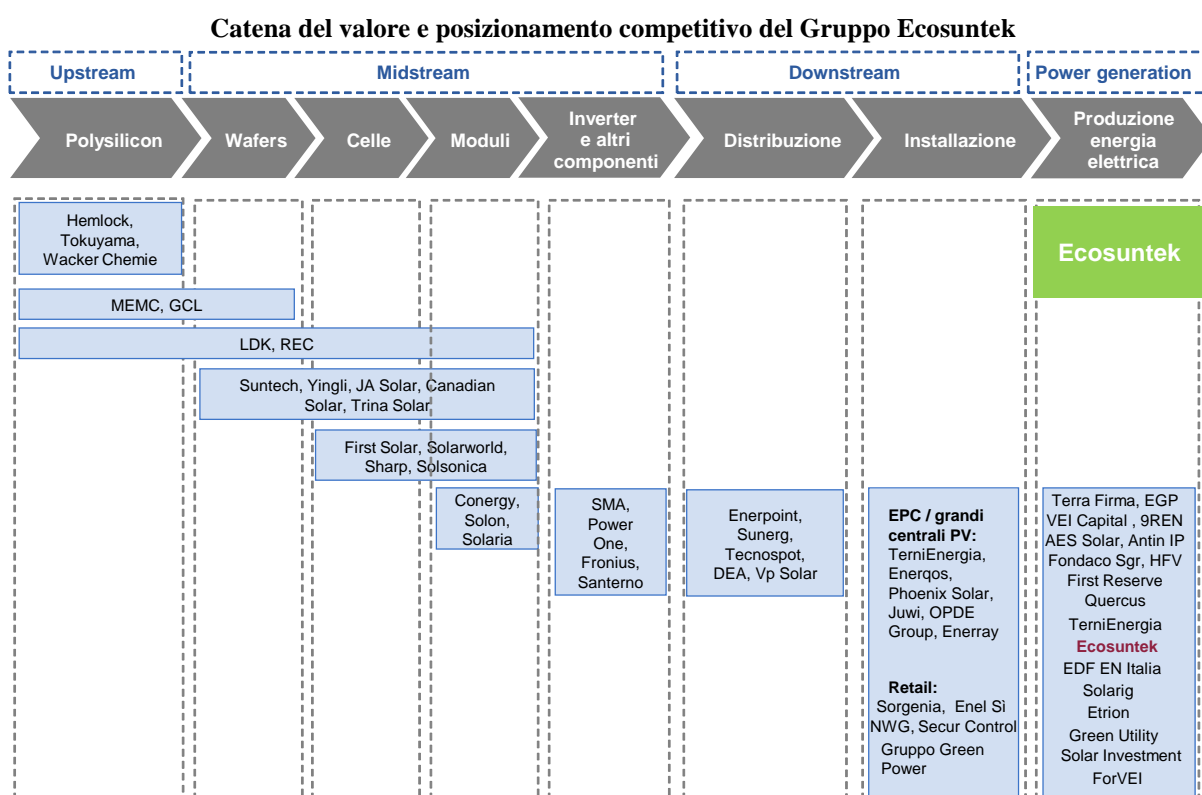 Catena del valore e posizionamento competitivo del Gruppo Ecosuntek
Upstream
Midstream
Downstream
Power generation
Polysilicon
Wafers
Celle
Moduli
Inverter
e altri
componenti
Distribuzione
Installazione
Produzione
energia
elettrica
Hemlock,
Tokuyama,
Wacker Chemie
Ecosuntek
MEMC, GCL
LDK, REC
Suntech, Yingli, JA Solar, Canadian
Solar, Trina Solar
First Solar, Solarworld,
Sharp, Solsonica
Conergy,
Solon,
Solaria
SMA,
Power
One,
Fronius,
Santerno
Enerpoint,
Sunerg,
Tecnospot,
DEA, Vp Solar
EPC / grandi
centrali PV:
TerniEnergia,
Enerqos,
Phoenix Solar,
Juwi, OPDE
Group, Enerray
Retail:
Sorgenia, Enel Sì
NWG, Secur Control
Gruppo Green
Power
Terra Firma, EGP
VEI Capital , 9REN
AES Solar, Antin IP
Fondaco Sgr, HFV
First Reserve
Quercus
TerniEnergia
Ecosuntek
EDF EN Italia
Solarig
Etrion
Green Utility
Solar Investment
ForVEI